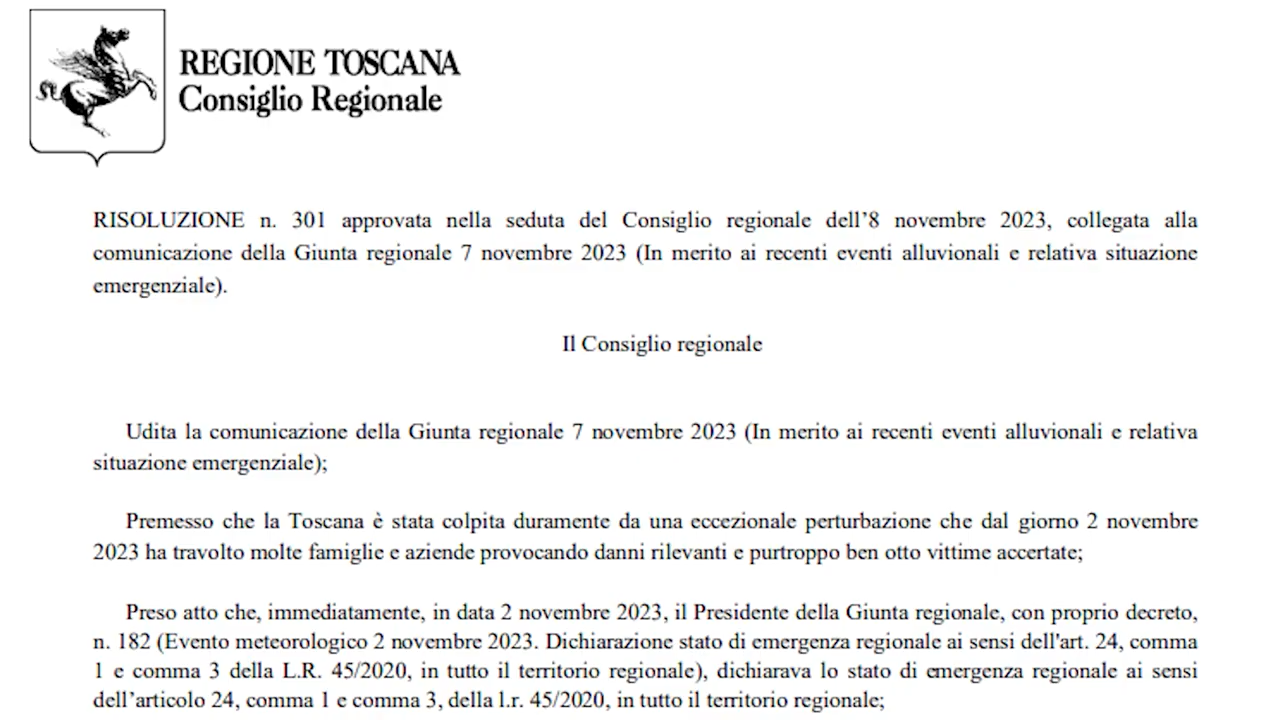 REGIONE TOSCANA
Consiglio Regionale
RISOLUZIONE n. 301 approvata nella seduta del Consiglio regionale dell’8 novembre 2023, collegata alla
comunicazione della Giunta regionale 7 novembre 2023 (In merito ai recenti eventi alluvionali e relativa situazione
emergenziale).
Il Consiglio regionale
Udita la comunicazione della Giunta regionale 7 novembre 2023 (In merito ai recenti eventi alluvionali e relativa
situazione emergenziale);
Premesso che la Toscana è stata colpita duramente da una eccezionale perturbazione che dal giorno 2 novembre
2023 ha travolto molte famiglie e aziende provocando danni rilevanti e purtroppo ben otto vittime accertate;
Preso atto che, immediatamente, in data 2 novembre 2023, il Presidente della Giunta regionale, con proprio decreto,
n. 182 (Evento meteorologico 2 novembre 2023. Dichiarazione stato di emergenza regionale ai sensi dell'art. 24, comma
1 e comma 3 della L.R. 45/2020, in tutto il territorio regionale), dichiarava lo stato di emergenza regionale ai sensi
dell’articolo 24, comma 1 e comma 3, della l.r. 45/2020, in tutto il territorio regionale;